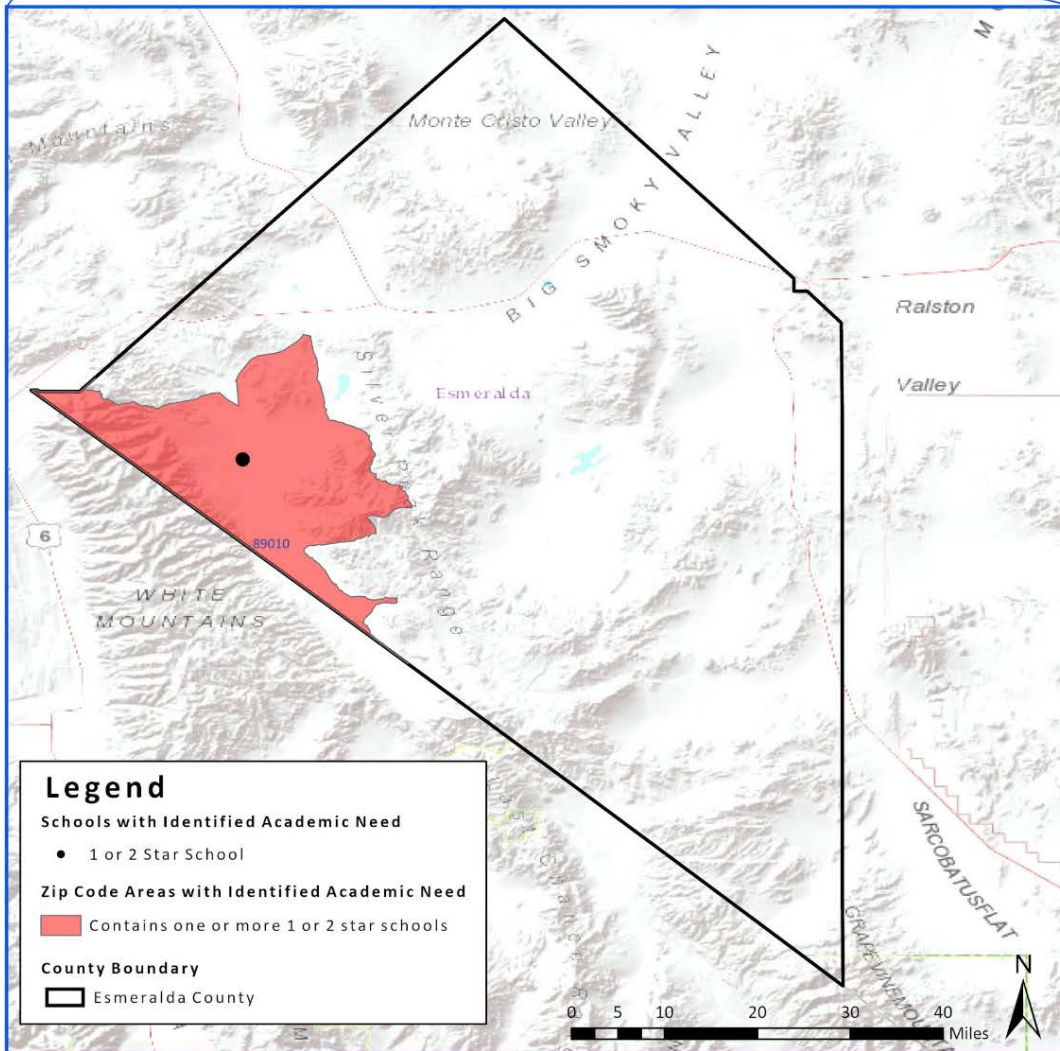 Mountains
Monte Cristo Valley
BIG SMOKY VALLEY
Ralston
Valley
Esmeralda
Silver Peak Range
89010
6
WHITE
MOUNTAINS
SARCOBATUS FLAT
Legend
Schools with Identified Academic Need
1 or 2 Star School
Zip Code Areas with Identified Academic Need
Contains one or more 1 or 2 star schools
County Boundary
Esmeralda County
N
0 5 10 20 30 40
Miles